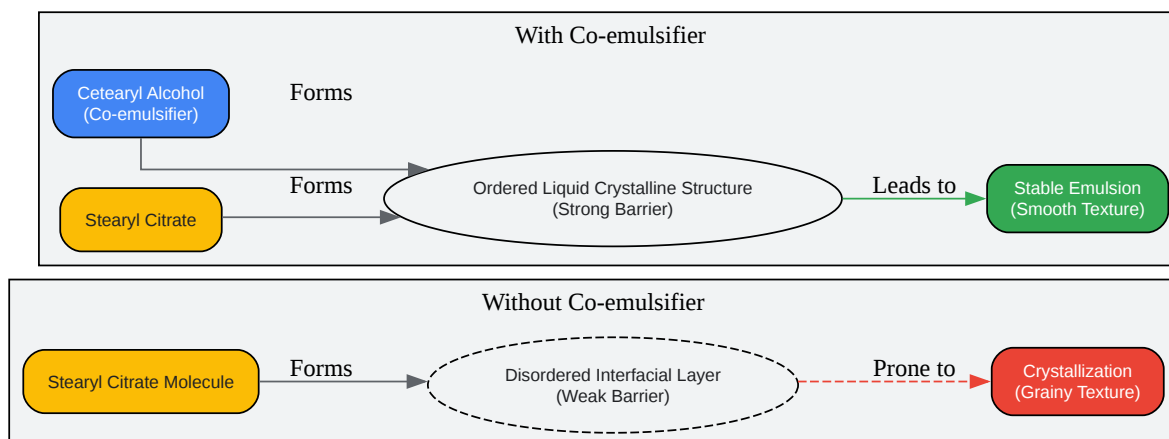 With Co-emulsifier
Cetearyl Alcohol
(Co-emulsifier)
Forms
Stearyl Citrate
Forms
Ordered Liquid Crystalline Structure
(Strong Barrier)
Leads to
Stable Emulsion
(Smooth Texture)
Without Co-emulsifier
Stearyl Citrate Molecule
Forms
Disordered Interfacial Layer
(Weak Barrier)
Prone to
Crystallization
(Grainy Texture)